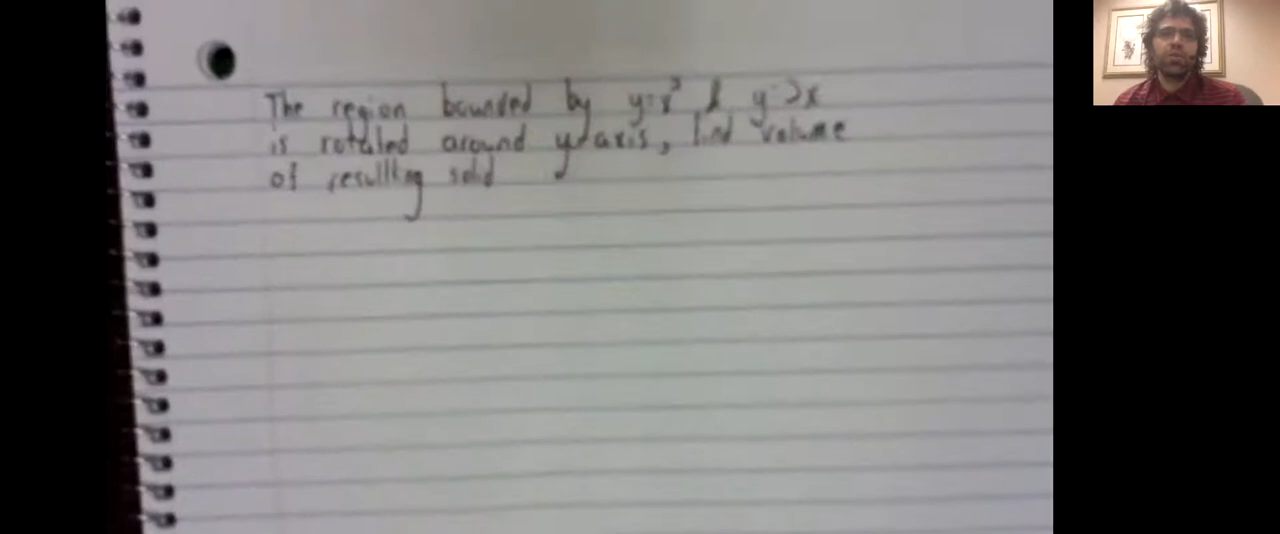 The region bounded by y=x² & y=2x
is rotated around y-axis, find volume
of resulting solid